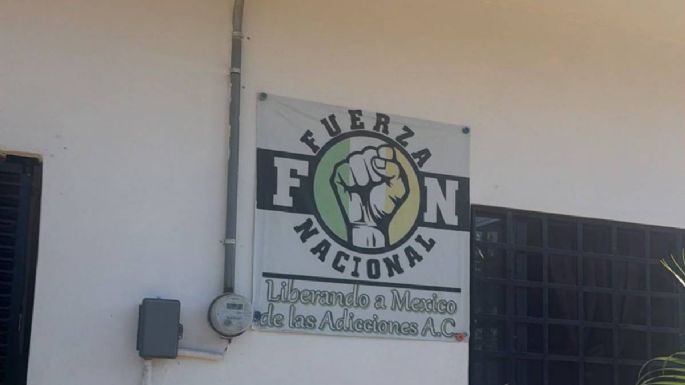 FUERZA
F N
NACIONAL
Liberando a Mexico
de las Adicciones A.C.